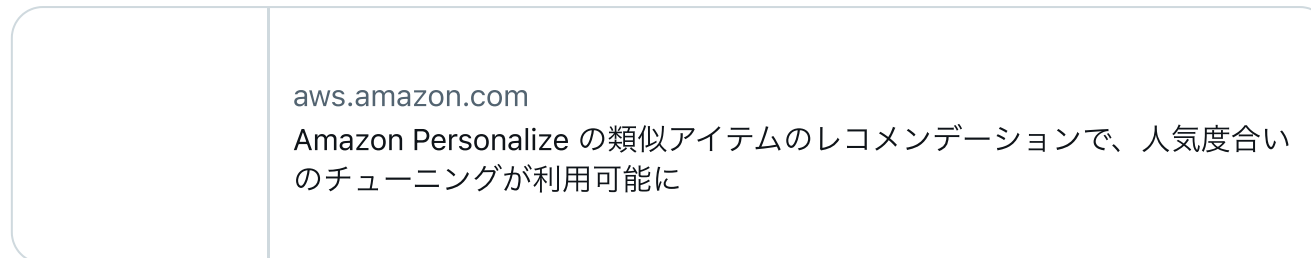 aws.amazon.com
Amazon Personalize の類似アイテムのレコメンデーションで、人気度合い
のチューニングが利用可能に